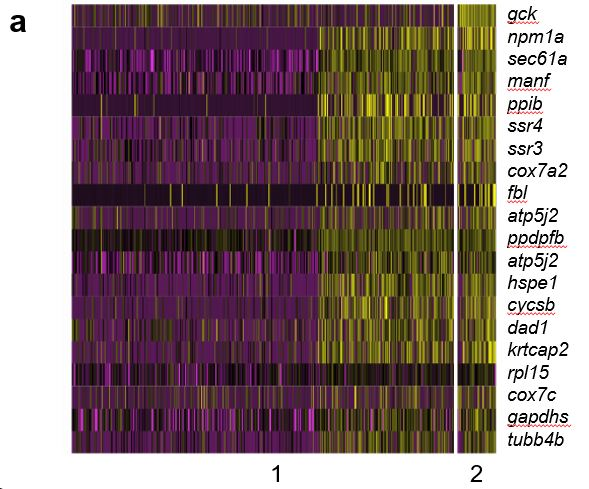 a
gck
npm1a
sec61a
manf
ppib
ssr4
ssr3
cox7a2
fbl
atp5j2
ppdpfb
atp5j2
hspe1
cycsb
dad1
krtcap2
rpl15
cox7c
gapdhs
tubb4b
1 2